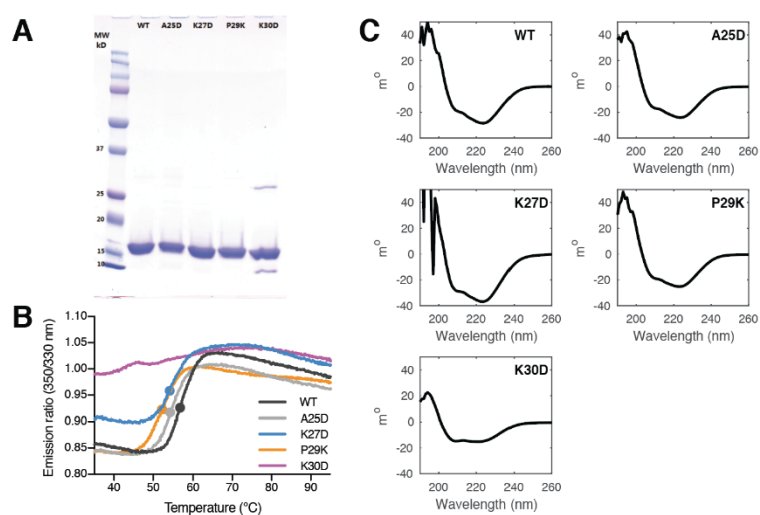 A
MW
kD
WT A25D K27D P29K K30D
37
25
20
15
10
B
Emission ratio (350/330 nm)
1.10
1.05
1.00
0.95
0.90
0.85
0.80
WT
A25D
K27D
P29K
K30D
40 50 60 70 80 90
Temperature (°C)
C
WT
m°
40
20
0
-20
-40
200 220 240 260
Wavelength (nm)
A25D
m°
40
20
0
-20
-40
200 220 240 260
Wavelength (nm)
K27D
m°
40
20
0
-20
-40
200 220 240 260
Wavelength (nm)
P29K
m°
40
20
0
-20
-40
200 220 240 260
Wavelength (nm)
K30D
m°
40
20
0
-20
-40
200 220 240 260
Wavelength (nm)